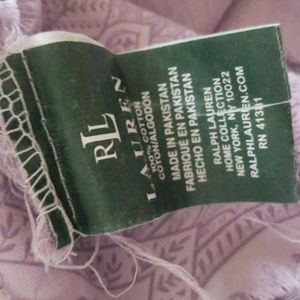 RLL
LAUREN
100% COTTON
COTON/ALGODON
MADE IN PAKISTAN
FABRIQUE EN PAKISTAN
HECHO EN PAKISTAN
RALPH LAUREN
HOME COLLECTION
NEW YORK, NY 10022
RALPHLAUREN.COM
RN 41381